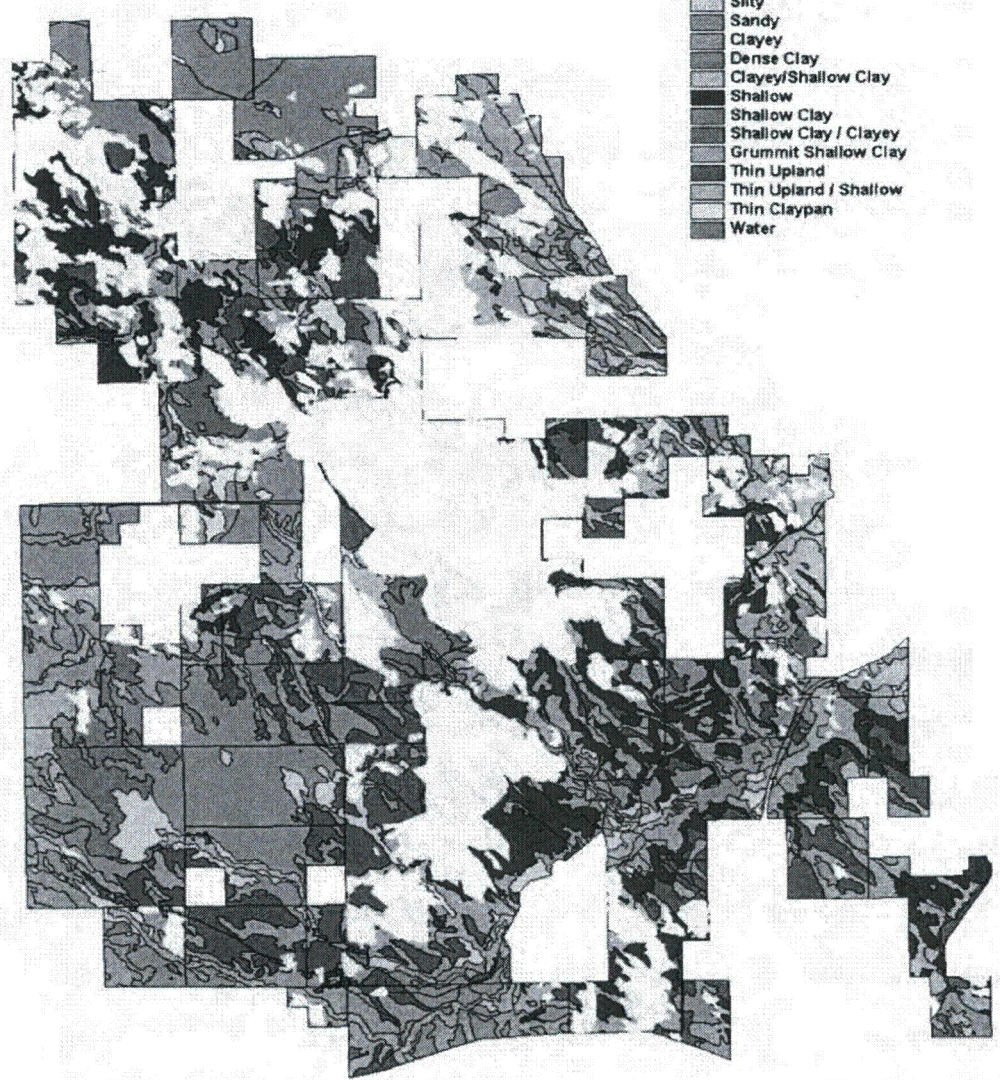 Silty
Sandy
Clayey
Dense Clay
Clayey/Shallow Clay
Shallow
Shallow Clay
Shallow Clay / Clayey
Grummit Shallow Clay
Thin Upland
Thin Upland / Shallow
Thin Claypan
Water